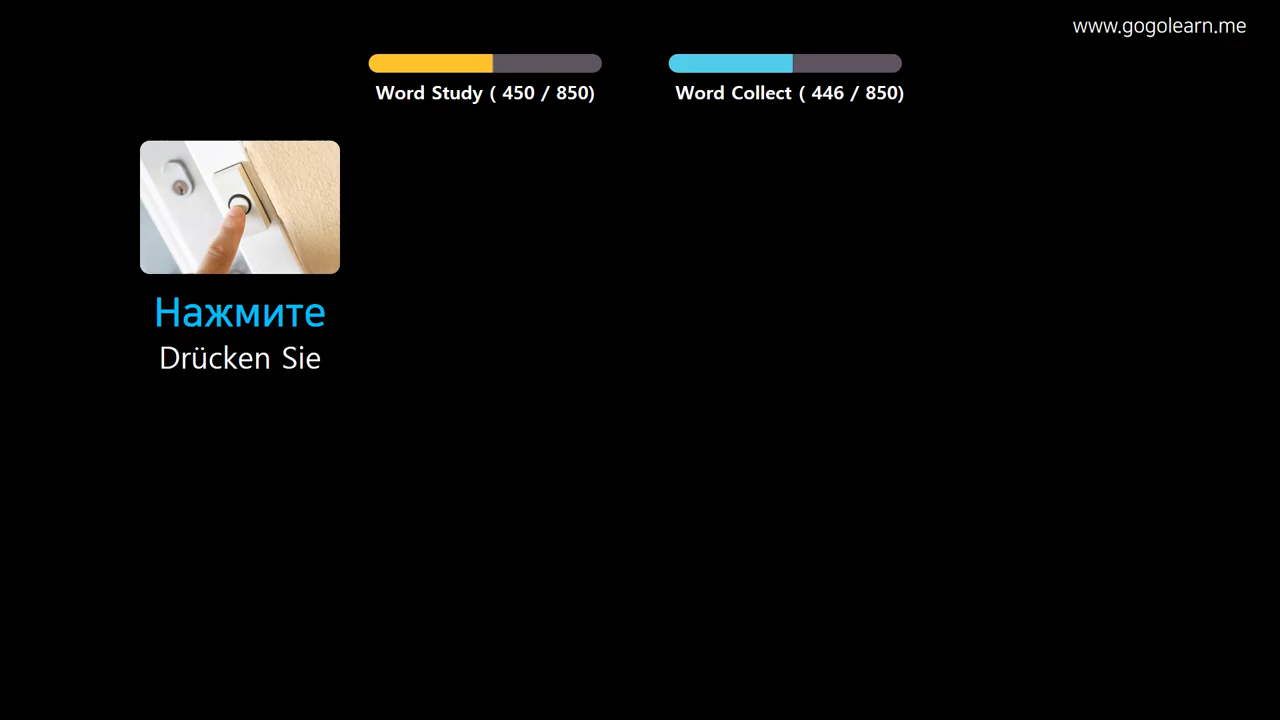 www.gogolearn.me
Word Study ( 450 / 850)
Word Collect ( 446 / 850)
Нажмите
Drücken Sie